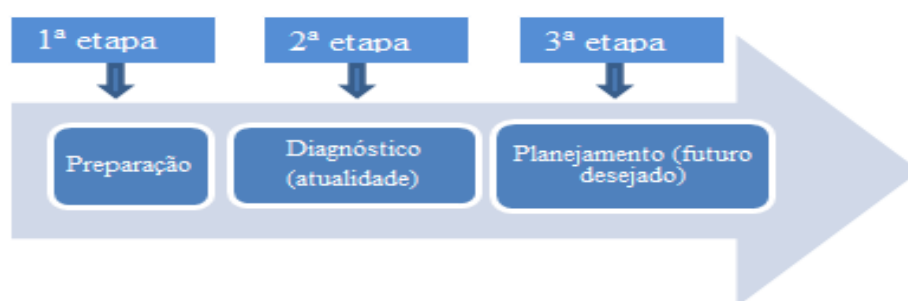 1ª etapa
2ª etapa
3ª etapa
Preparação
Diagnóstico
(atualidade)
Planejamento (futuro
desejado)